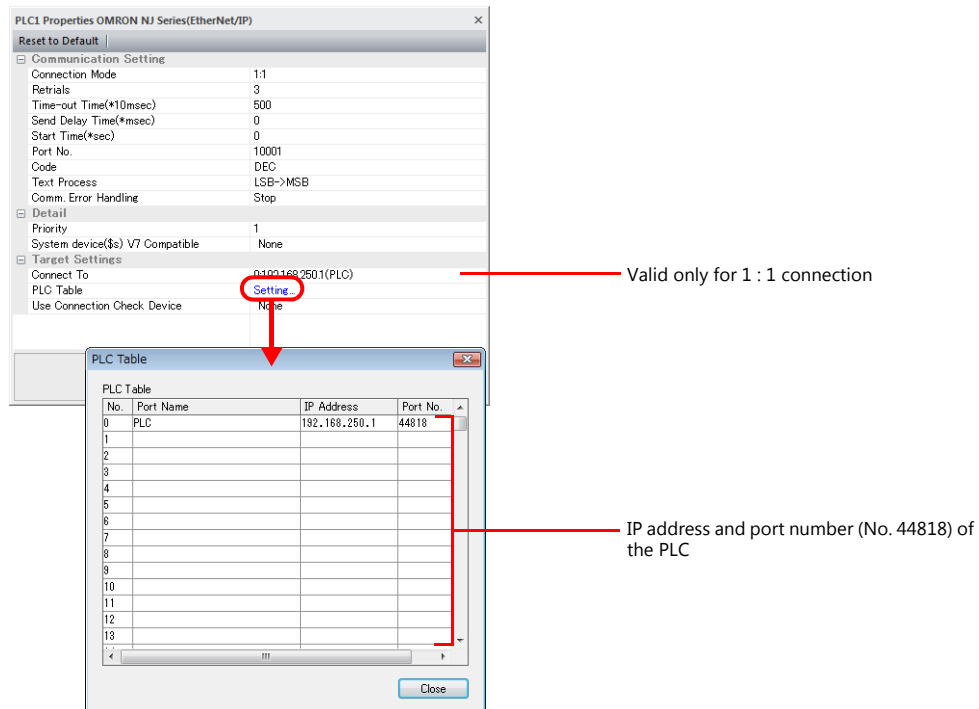 PLC1 Properties OMRON NJ Series(EtherNet/IP)
Reset to Default
Communication Setting
Connection Mode 1:1
Retrials 3
Time-out Time(*10msec) 500
Send Delay Time(*msec) 0
Start Time(*sec) 0
Port No. 10001
Code DEC
Text Process LSB->MSB
Comm. Error Handling Stop
Detail
Priority 1
System device($s) V7 Compatible None
Target Settings
Connect To 0:192.168.250.1(PLC)
Valid only for 1 : 1 connection
PLC Table Setting...
Use Connection Check Device None
PLC Table
PLC Table
No. Port Name IP Address Port No.
0 PLC 192.168.250.1 44818
1
2
3
4
5
6
7
8
9
10
11
12
13
IP address and port number (No. 44818) of
the PLC
Close